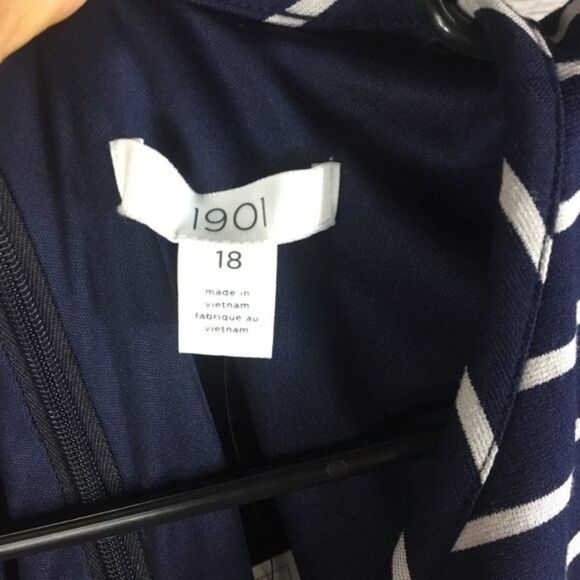 1901
18
made in
vietnam
fabriqué au
vietnam